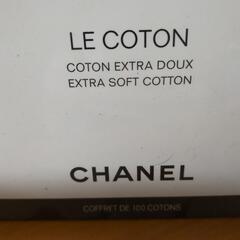 LE COTON
COTON EXTRA DOUX
EXTRA SOFT COTTON
CHANEL
COFFRET DE 100 COTONS